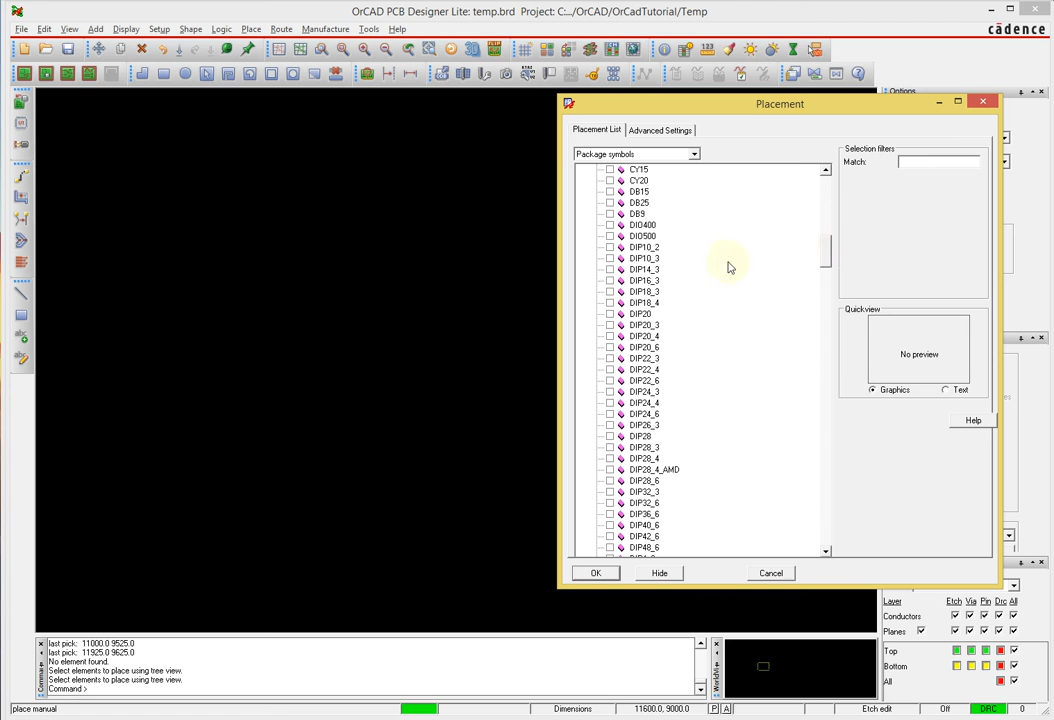 OrCAD PCB Designer Lite: temp.brd Project: C:.../OrCAD/OrCadTutorial/Temp
File Edit View Add Display Setup Shape Logic Place Route Manufacture Tools Help
cādence
Options
Placement
Placement List
Advanced Settings
Package symbols
Selection filters
Match:
CY15
CY20
DB15
DB25
DB9
DIO400
DIO500
DIP10_2
DIP10_3
DIP14_3
DIP16_3
DIP18_3
DIP18_4
DIP20
DIP20_3
DIP20_4
DIP20_6
DIP22_3
DIP22_4
DIP22_6
DIP24_3
DIP24_4
DIP24_6
DIP26_3
DIP28
DIP28_3
DIP28_4
DIP28_4_AMD
DIP28_6
DIP32_3
DIP32_6
DIP36_6
DIP40_6
DIP42_6
DIP48_6
Quickview
No preview
Graphics
Text
Help
OK
Hide
Cancel
Layer Etch Via Pin Drc All
Conductors
Planes
Top
Bottom
All
Command
last pick: 11000.0 9525.0
last pick: 11925.0 9625.0
No element found.
Select elements to place using tree view.
Select elements to place using tree view.
Command >
WorldView
place manual
Dimensions
11600.0, 9000.0
P A
Etch edit
Off
DRC
0